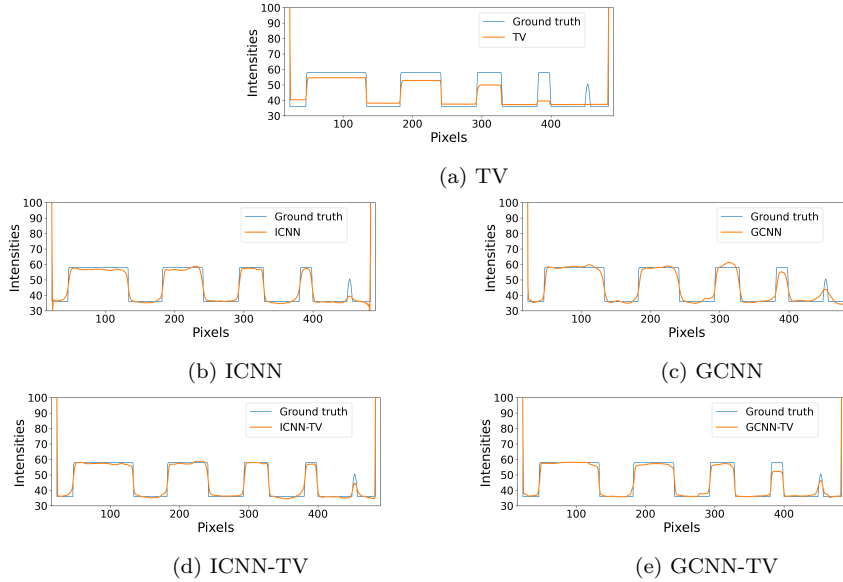 100
90
80
70
60
50
40
30
Intensities
Ground truth
TV
100 200 300 400
Pixels
(a) TV
100
90
80
70
60
50
40
30
Intensities
Ground truth
ICNN
100 200 300 400
Pixels
(b) ICNN
100
90
80
70
60
50
40
30
Intensities
Ground truth
GCNN
100 200 300 400
Pixels
(c) GCNN
100
90
80
70
60
50
40
30
Intensities
Ground truth
ICNN-TV
100 200 300 400
Pixels
(d) ICNN-TV
100
90
80
70
60
50
40
30
Intensities
Ground truth
GCNN-TV
100 200 300 400
Pixels
(e) GCNN-TV